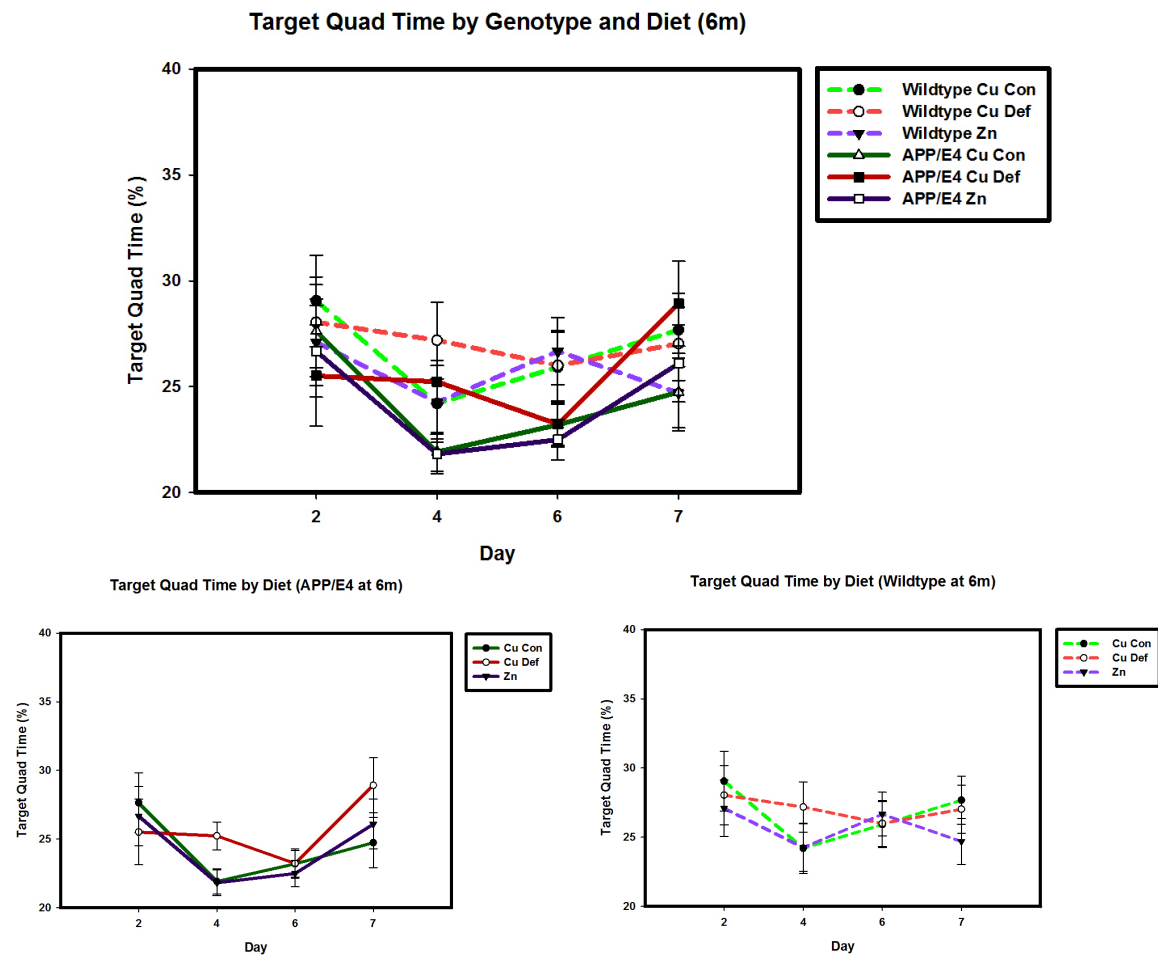 Target Quad Time by Genotype and Diet (6m)
40
35
30
25
20
Target Quad Time (%)
2 4 6 7
Day
Wildtype Cu Con
Wildtype Cu Def
Wildtype Zn
APP/E4 Cu Con
APP/E4 Cu Def
APP/E4 Zn
Target Quad Time by Diet (APP/E4 at 6m)
40
35
30
25
20
Target Quad Time (%)
2 4 6 7
Day
Cu Con
Cu Def
Zn
Target Quad Time by Diet (Wildtype at 6m)
40
35
30
25
20
Target Quad Time (%)
2 4 6 7
Day
Cu Con
Cu Def
Zn